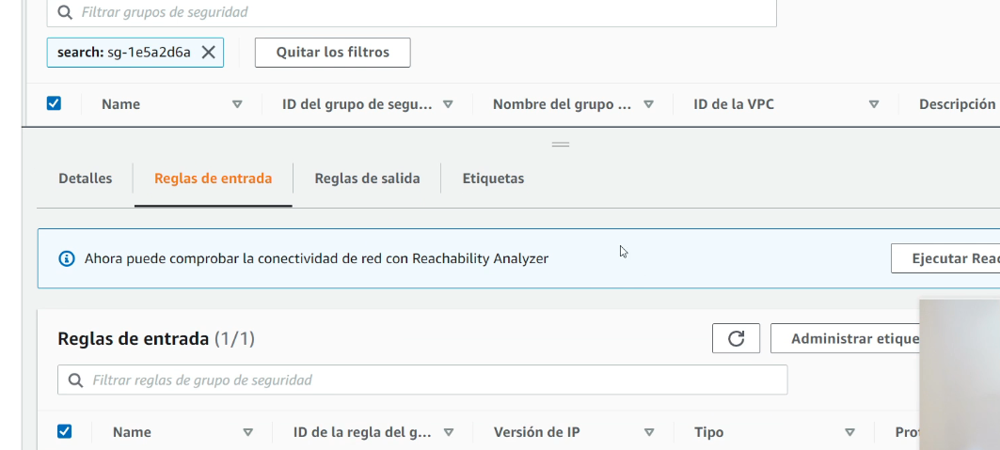 Filtrar grupos de seguridad
search: sg-1e5a2d6a
Quitar los filtros
Name ID del grupo de segu... Nombre del grupo ... ID de la VPC Descripción
Detalles Reglas de entrada Reglas de salida Etiquetas
Ahora puede comprobar la conectividad de red con Reachability Analyzer
Ejecutar Reac
Reglas de entrada (1/1)
Administrar etique
Filtrar reglas de grupo de seguridad
Name ID de la regla del g... Versión de IP Tipo Pro